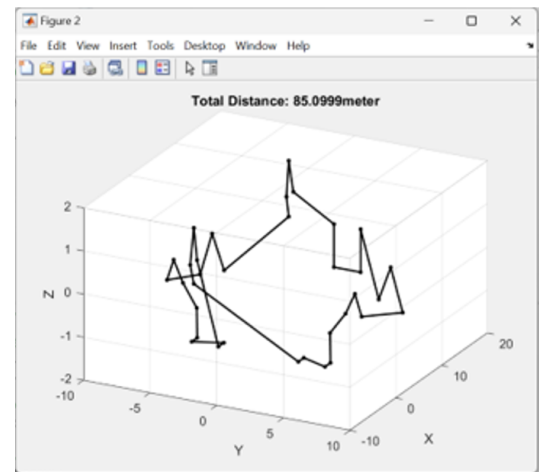 Figure 2
File Edit View Insert Tools Desktop Window Help
Total Distance: 85.0999meter
2
1
0
-1
-2
Z
-10
-5
0
5
10
Y
-10
0
10
20
X